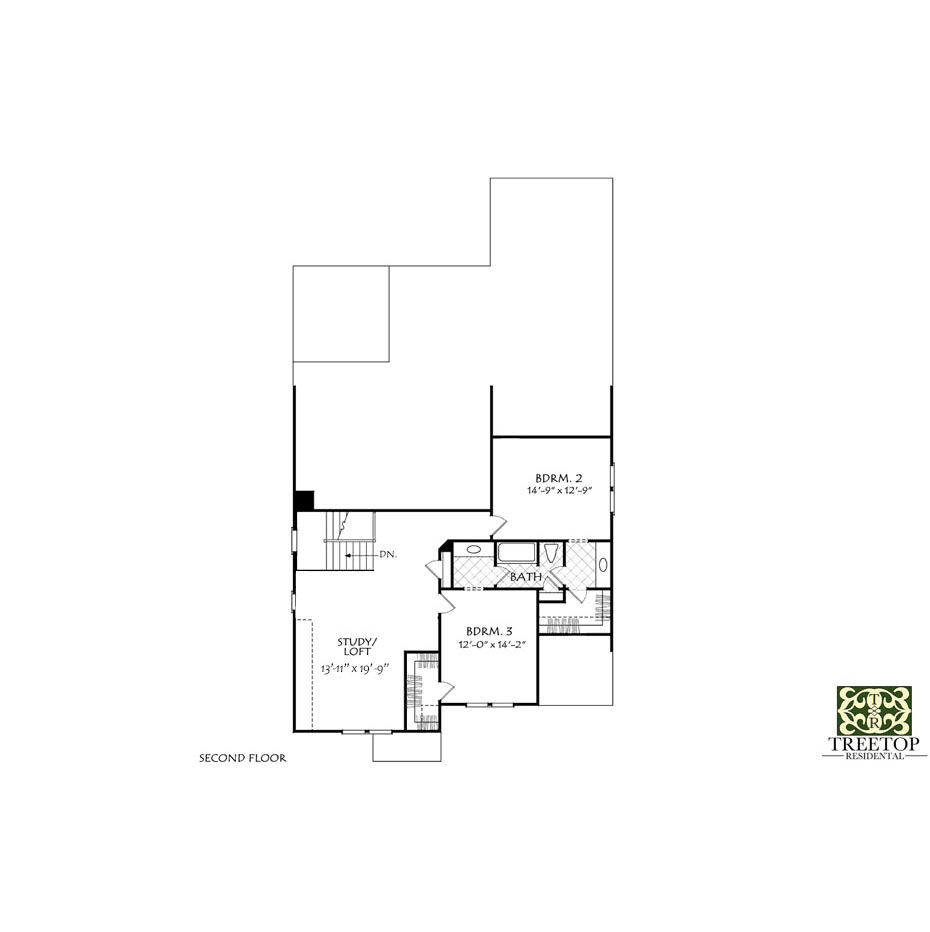 BDRM. 2
14'-9" x 12'-9"
DN.
BATH
BDRM. 3
12'-0" x 14'-2"
STUDY/
LOFT
13'-11" x 19'-9"
SECOND FLOOR
T
&
R
TREETOP
RESIDENTAL